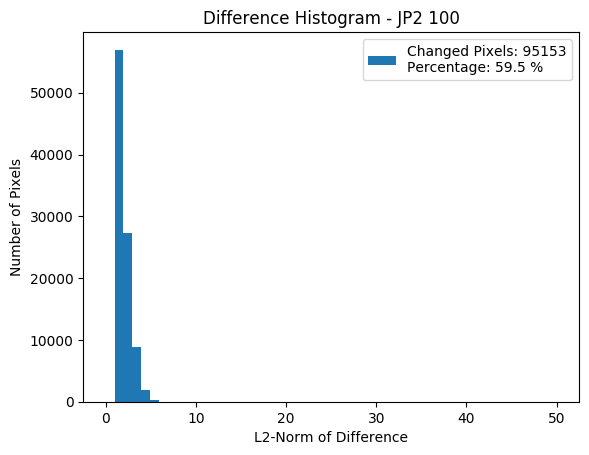 Difference Histogram - JP2 100
Changed Pixels: 95153
Percentage: 59.5 %
Number of Pixels
50000
40000
30000
20000
10000
0
0 10 20 30 40 50
L2-Norm of Difference